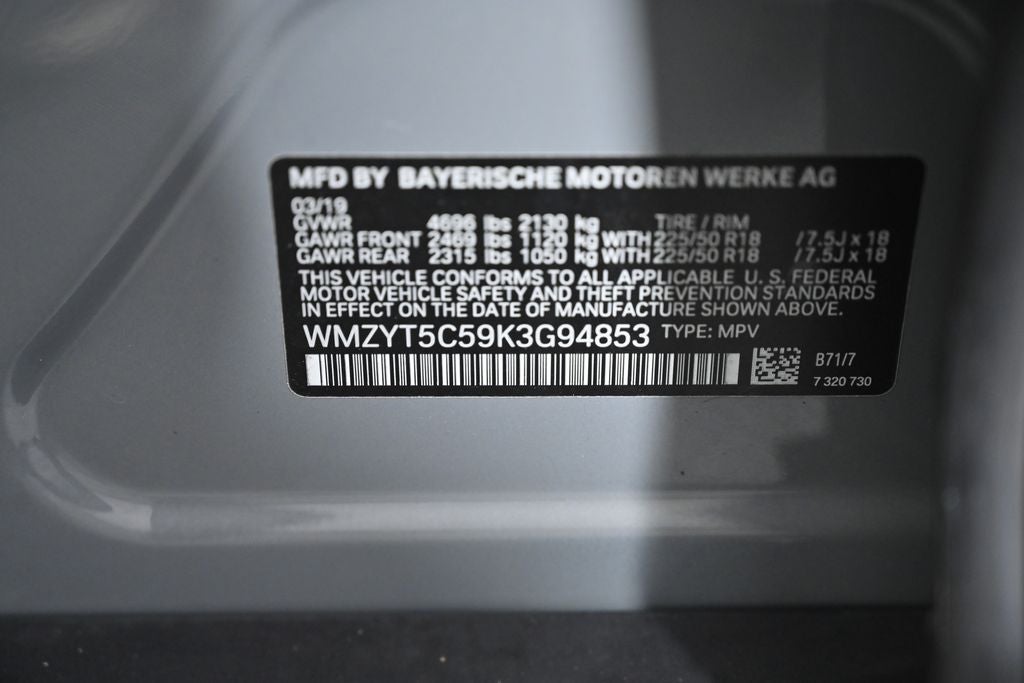 MFD BY BAYERISCHE MOTOREN WERKE AG
03/19
GVWR 4696 lbs 2130 kg TIRE / RIM
GAWR FRONT 2469 lbs 1120 kg WITH 225/50 R18 /7.5J x 18
GAWR REAR 2315 lbs 1050 kg WITH 225/50 R18 /7.5J x 18
THIS VEHICLE CONFORMS TO ALL APPLICABLE U.S. FEDERAL
MOTOR VEHICLE SAFETY AND THEFT PREVENTION STANDARDS
IN EFFECT ON THE DATE OF MANUFACTURE SHOWN ABOVE.
WMZYT5C59K3G94853 TYPE: MPV
B71/7
7 320 730